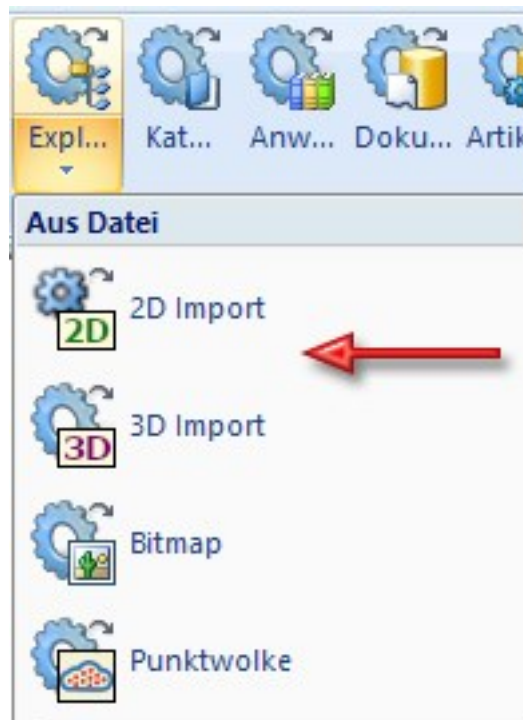 Expl... Kat... Anw... Doku... Artik
Aus Datei
2D Import
2D
3D Import
3D
Bitmap
Punktwolke